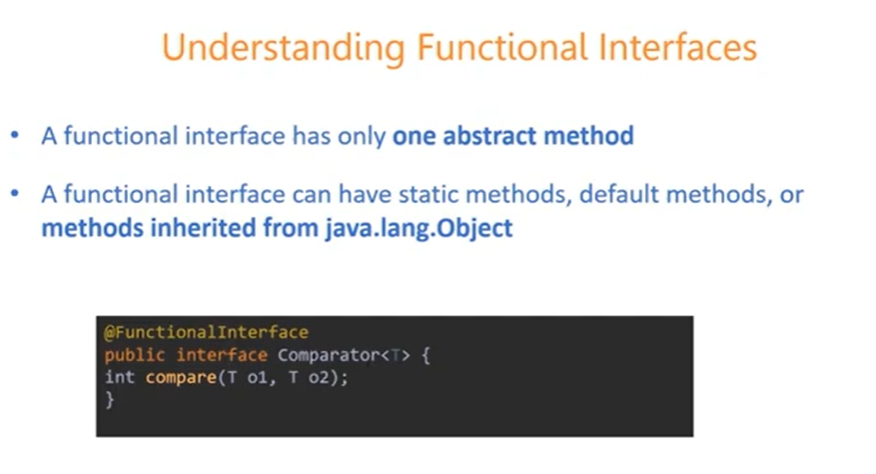 Understanding Functional Interfaces
• A functional interface has only one abstract method
• A functional interface can have static methods, default methods, or
methods inherited from java.lang.Object
@FunctionalInterface
public interface Comparator<T> {
int compare(T o1, T o2);
}